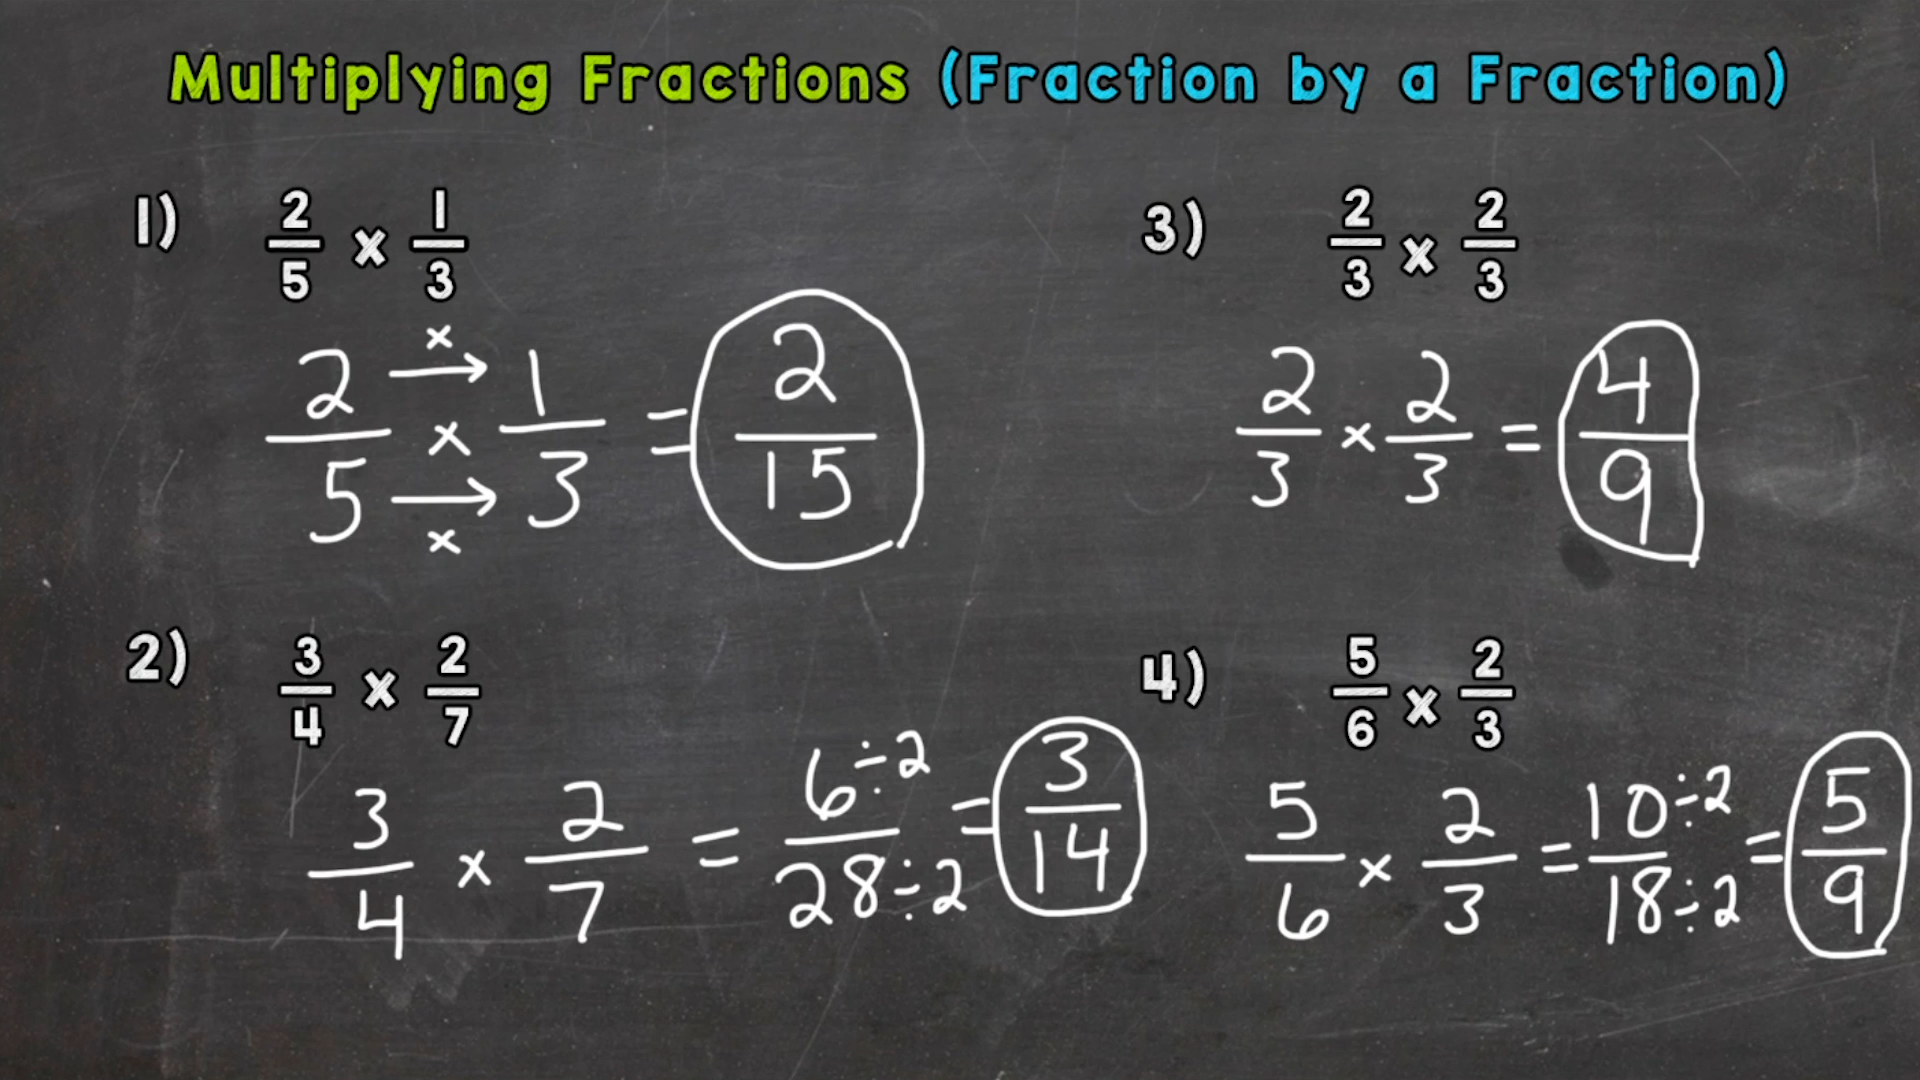 Multiplying Fractions (Fraction by a Fraction)
1) 2/5 x 1/3
x
2/5 → x → 1/3 = 2/15
x
2) 3/4 x 2/7
3/4 x 2/7 = 6÷2/28÷2 = 3/14
3) 2/3 x 2/3
2/3 x 2/3 = 4/9
4) 5/6 x 2/3
5/6 x 2/3 = 10÷2/18÷2 = 5/9